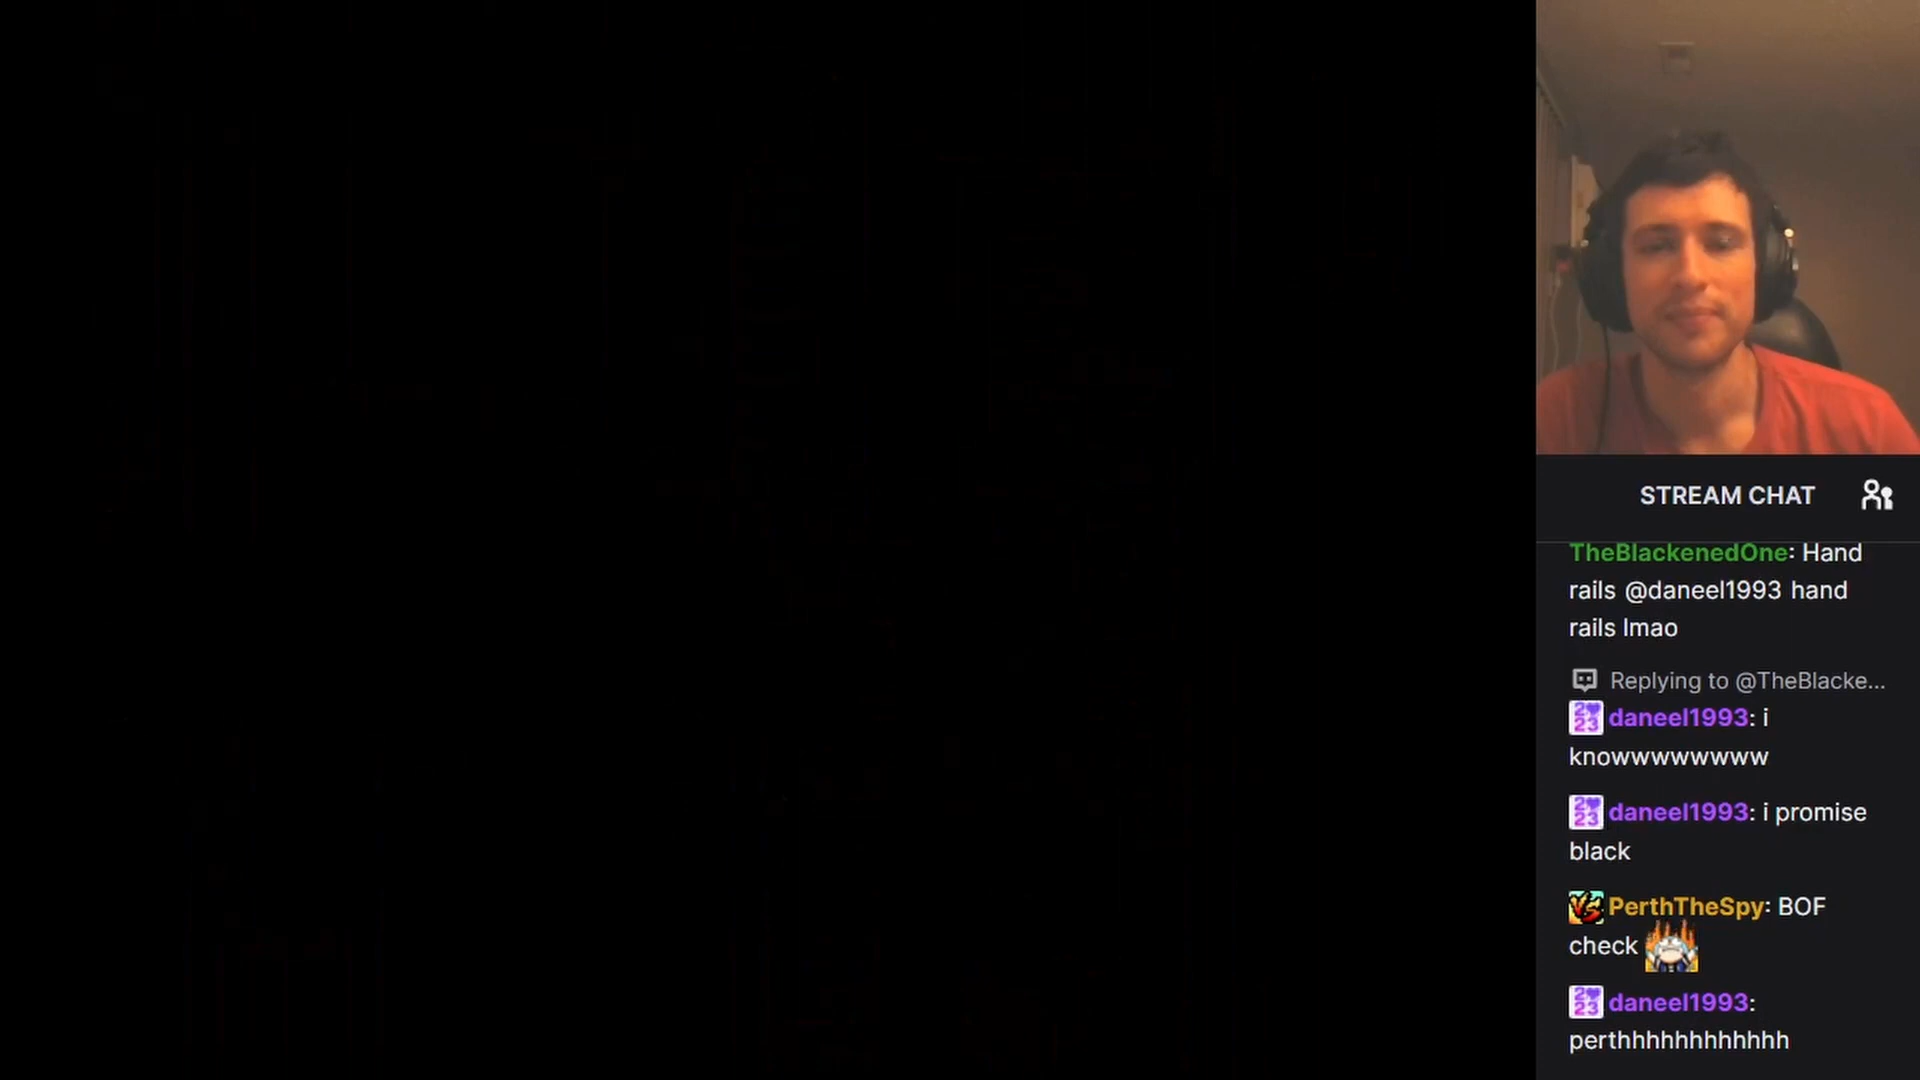 STREAM CHAT
TheBlackenedOne: Hand
rails @daneel1993 hand
rails lmao
Replying to @TheBlacke...
daneel1993: i
knowwwwwwww
daneel1993: i promise
black
PerthTheSpy: BOF
check
daneel1993:
perthhhhhhhhhhhh